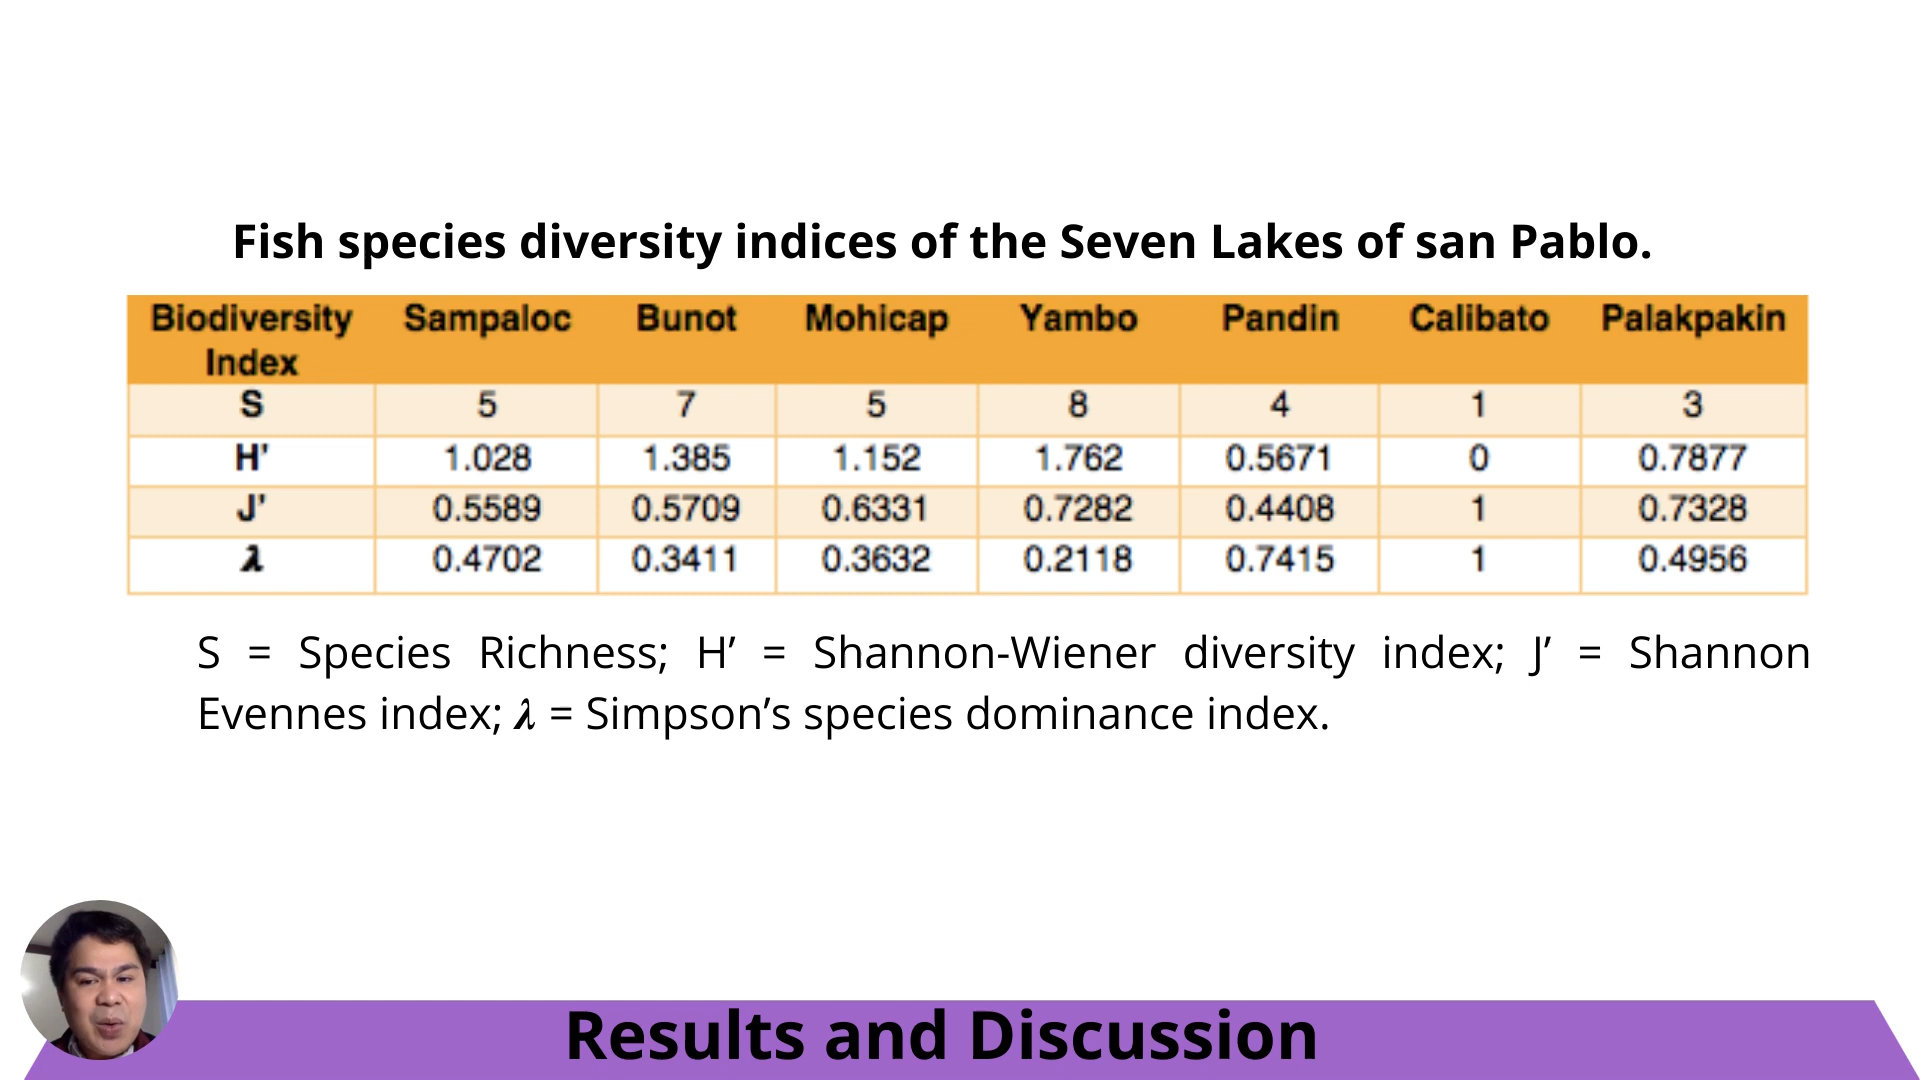 Fish species diversity indices of the Seven Lakes of san Pablo.
Biodiversity Index Sampaloc Bunot Mohicap Yambo Pandin Calibato Palakpakin
S 5 7 5 8 4 1 3
H’ 1.028 1.385 1.152 1.762 0.5671 0 0.7877
J’ 0.5589 0.5709 0.6331 0.7282 0.4408 1 0.7328
λ 0.4702 0.3411 0.3632 0.2118 0.7415 1 0.4956
S = Species Richness; H’ = Shannon-Wiener diversity index; J’ = Shannon
Evennes index; λ = Simpson’s species dominance index.
Results and Discussion